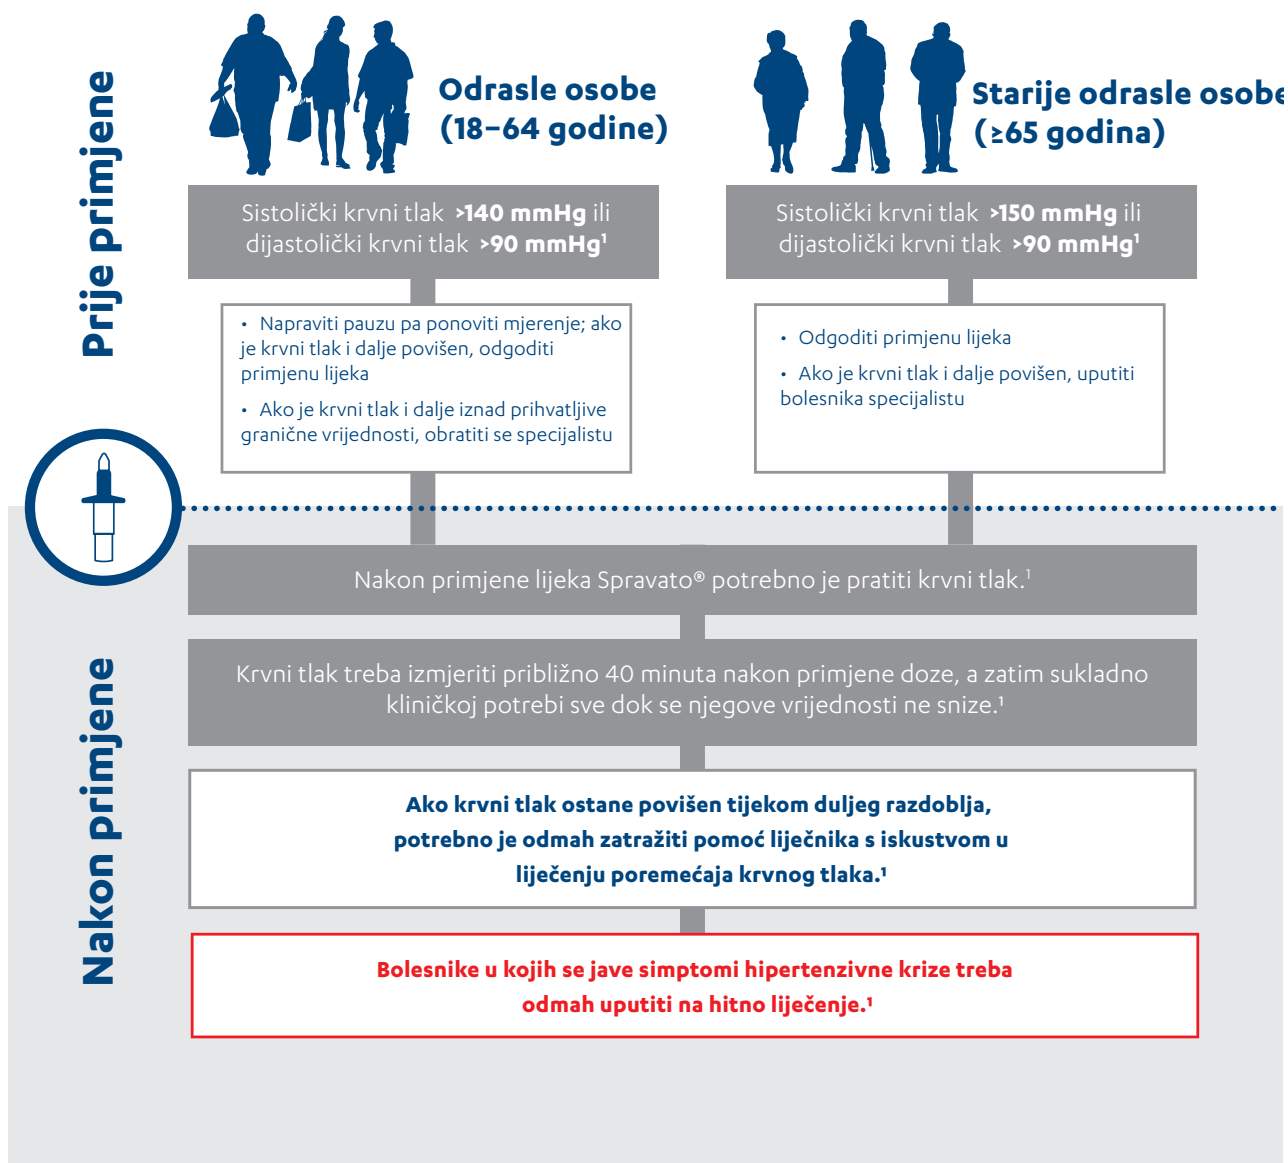 Prije primjene
Odrasle osobe
(18–64 godine)
Starije odrasle osobe
(≥65 godina)
Sistolički krvni tlak >140 mmHg ili
dijastolički krvni tlak >90 mmHg¹
Sistolički krvni tlak >150 mmHg ili
dijastolički krvni tlak >90 mmHg¹
• Napraviti pauzu pa ponoviti mjerenje; ako
je krvni tlak i dalje povišen, odgoditi
primjenu lijeka
• Ako je krvni tlak i dalje iznad prihvatljive
granične vrijednosti, obratiti se specijalistu
• Odgoditi primjenu lijeka
• Ako je krvni tlak i dalje povišen, uputiti
bolesnika specijalistu
Nakon primjene
Nakon primjene lijeka Spravato® potrebno je pratiti krvni tlak.¹
Krvni tlak treba izmjeriti približno 40 minuta nakon primjene doze, a zatim sukladno
kliničkoj potrebi sve dok se njegove vrijednosti ne snize.¹
Ako krvni tlak ostane povišen tijekom duljeg razdoblja,
potrebno je odmah zatražiti pomoć liječnika s iskustvom u
liječenju poremećaja krvnog tlaka.¹
Bolesnike u kojih se jave simptomi hipertenzivne krize treba
odmah uputiti na hitno liječenje.¹